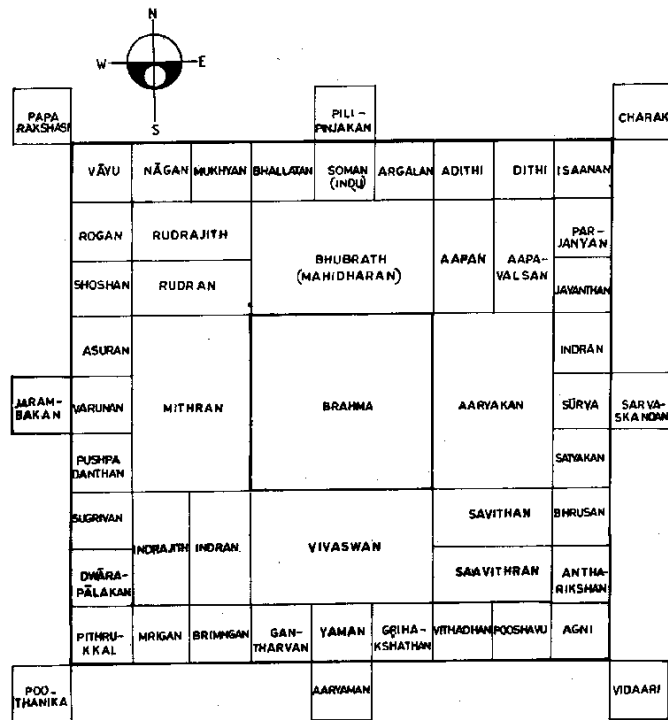 N
W E
S
PAPA
RAKSHASI
PILI-
PINJAKAN
CHARAK
VĀYU
NĀGAN
MUKHYAN
BHALLATAN
SOMAN
(INDU)
ARGALAN
ADITHI
DITHI
ISAANAN
ROGAN
RUDRAJITH
BHUBRATH
(MAHIDHARAN)
AAPAN
AAPA-
VALSAN
PAR-
JANYAN
SHOSHAN
RUDRAN
JAYANTHAN
ASURAN
MITHRAN
BRAHMA
AARYAKAN
INDRAN
JARAM-
BAKAN
VARUNAN
SŪRYA
SARVA-
SKANDAN
PUSHPA
DANTHAN
SATYAKAN
SUGRIVAN
INDRAJITH
INDRAN
VIVASWAN
SAVITHAN
BHRUSAN
DWĀRA-
PĀLAKAN
SAAVITHRAN
ANTHA-
RIKSHAN
PITHRU-
KKAL
MRIGAN
BRIMNGAN
GAN-
THARVAN
YAMAN
GRIHA-
KSHATHAN
VITHADHAN
POOSHAVU
AGNI
POO-
THANIKA
AARYAMAN
VIDAARI